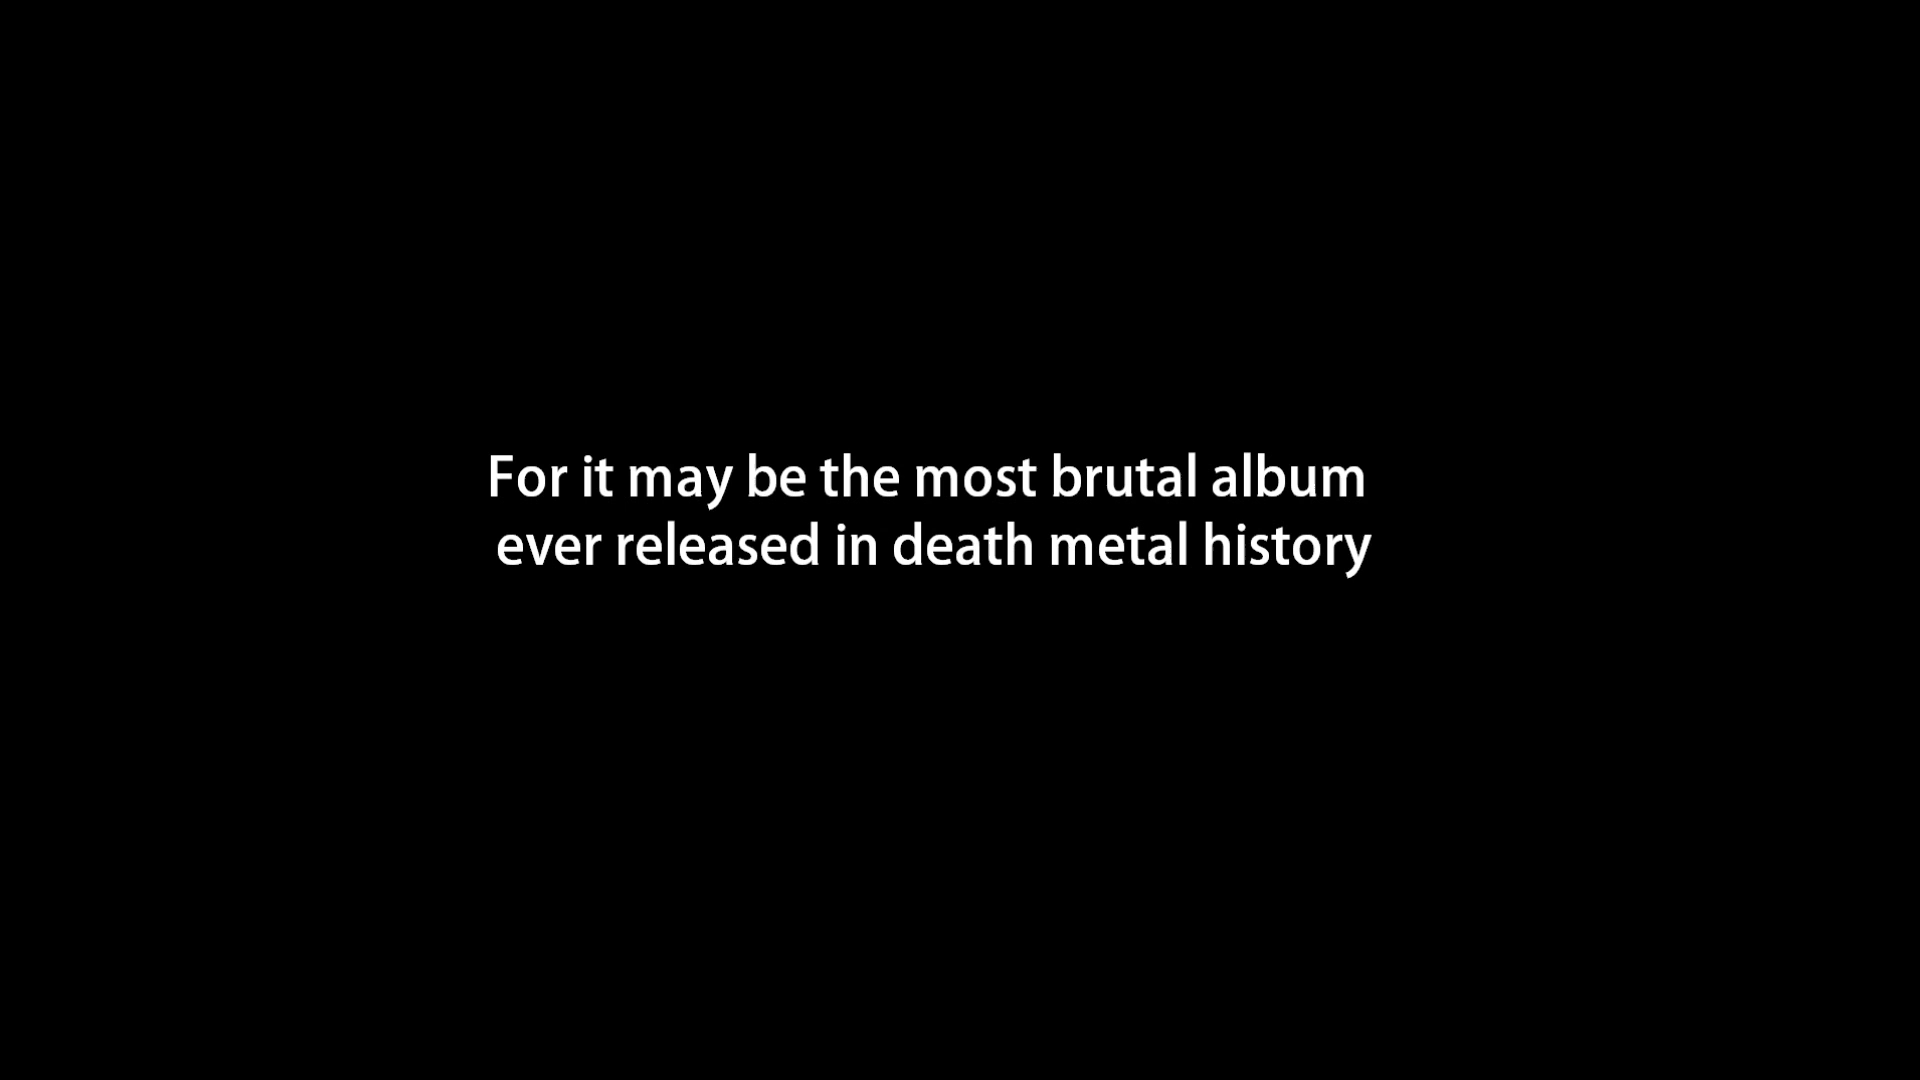 For it may be the most brutal album
ever released in death metal history